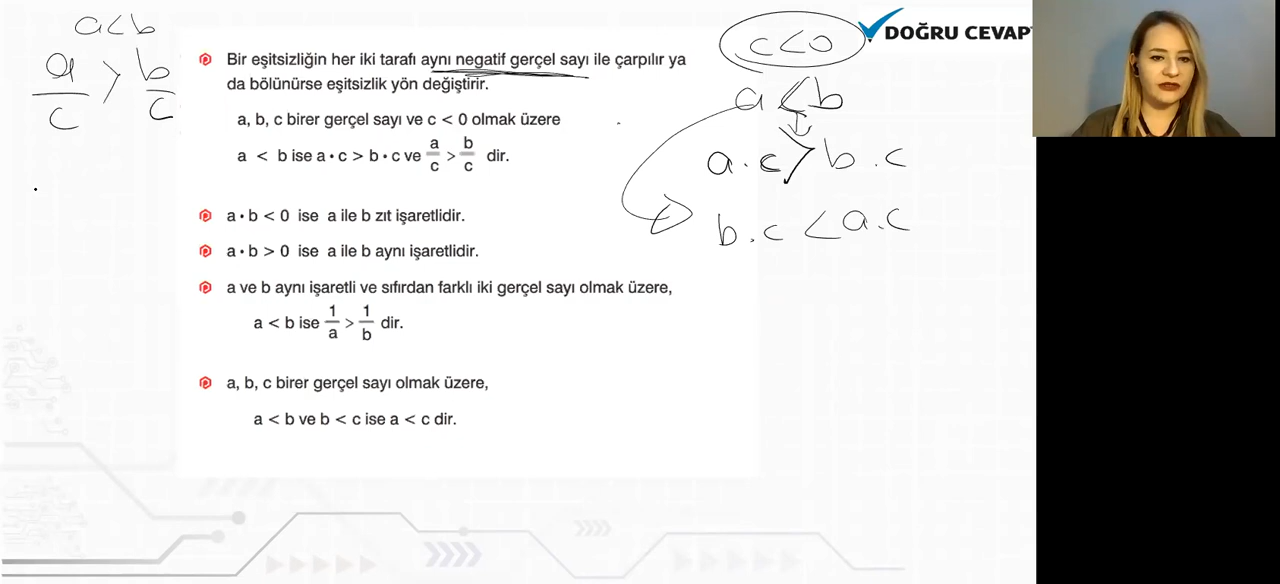 a<b
a/c > b/c
DOĞRU CEVAP
Bir eşitsizliğin her iki tarafı aynı negatif gerçel sayı ile çarpılır ya
da bölünürse eşitsizlik yön değiştirir.
a, b, c birer gerçel sayı ve c < 0 olmak üzere
a < b ise a • c > b • c ve a/c > b/c dir.
a • b < 0 ise a ile b zıt işaretlidir.
a • b > 0 ise a ile b aynı işaretlidir.
a ve b aynı işaretli ve sıfırdan farklı iki gerçel sayı olmak üzere,
a < b ise 1/a > 1/b dir.
a, b, c birer gerçel sayı olmak üzere,
a < b ve b < c ise a < c dir.
c<0
a<b
a.c > b.c
b.c < a.c